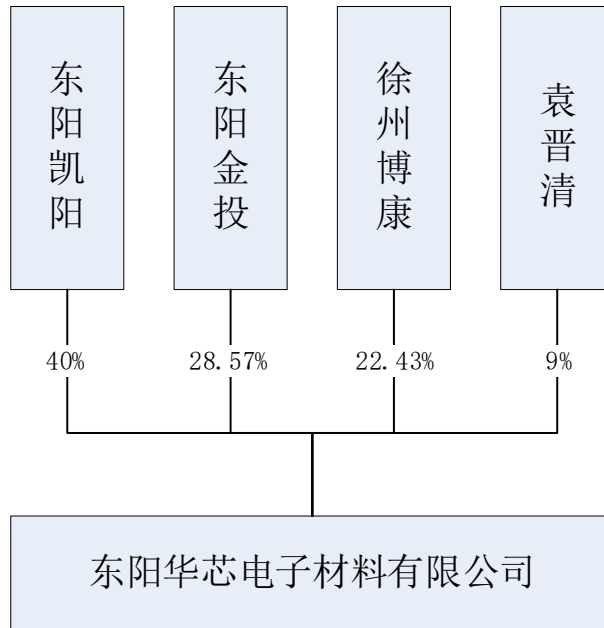 东阳凯阳
东阳金投
徐州博康
袁晋清
40%
28.57%
22.43%
9%
东阳华芯电子材料有限公司